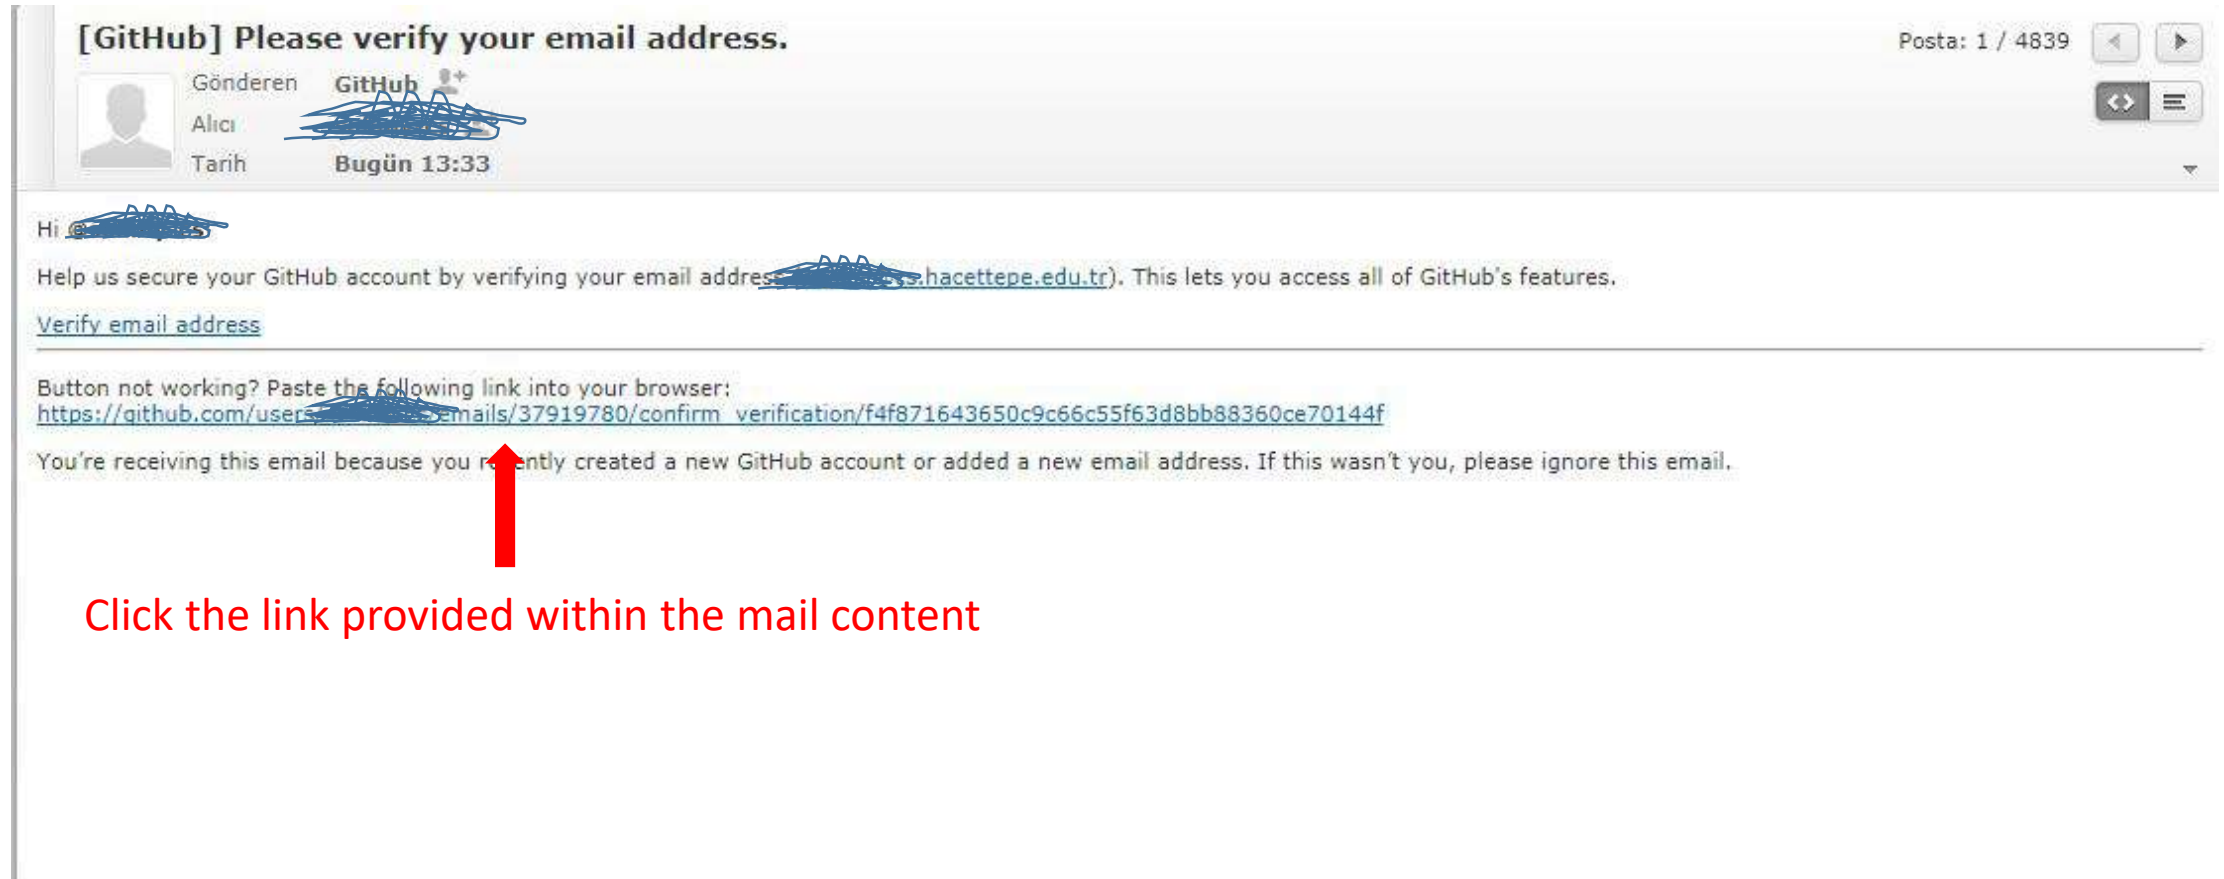 [GitHub] Please verify your email address.
Posta: 1 / 4839
Gönderen GitHub
Alıcı
Tarih Bugün 13:33
Hi @
Help us secure your GitHub account by verifying your email address .hacettepe.edu.tr). This lets you access all of GitHub's features.
Verify email address
Button not working? Paste the following link into your browser:
https://github.com/users emails/37919780/confirm_verification/f4f871643650c9c66c55f63d8bb88360ce70144f
You're receiving this email because you recently created a new GitHub account or added a new email address. If this wasn't you, please ignore this email.
Click the link provided within the mail content